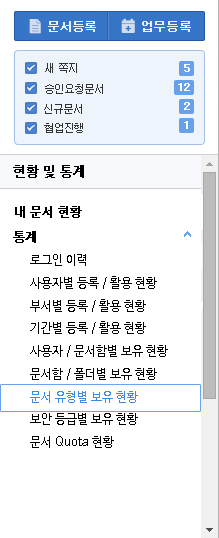 문서등록 업무등록
새 쪽지 5
승인요청문서 12
신규문서 2
협업진행 1
현황 및 통계
내 문서 현황
통계
로그인 이력
사용자별 등록 / 활용 현황
부서별 등록 / 활용 현황
기간별 등록 / 활용 현황
사용자 / 문서함별 보유 현황
문서함 / 폴더별 보유 현황
문서 유형별 보유 현황
보안 등급별 보유 현황
문서 Quota 현황